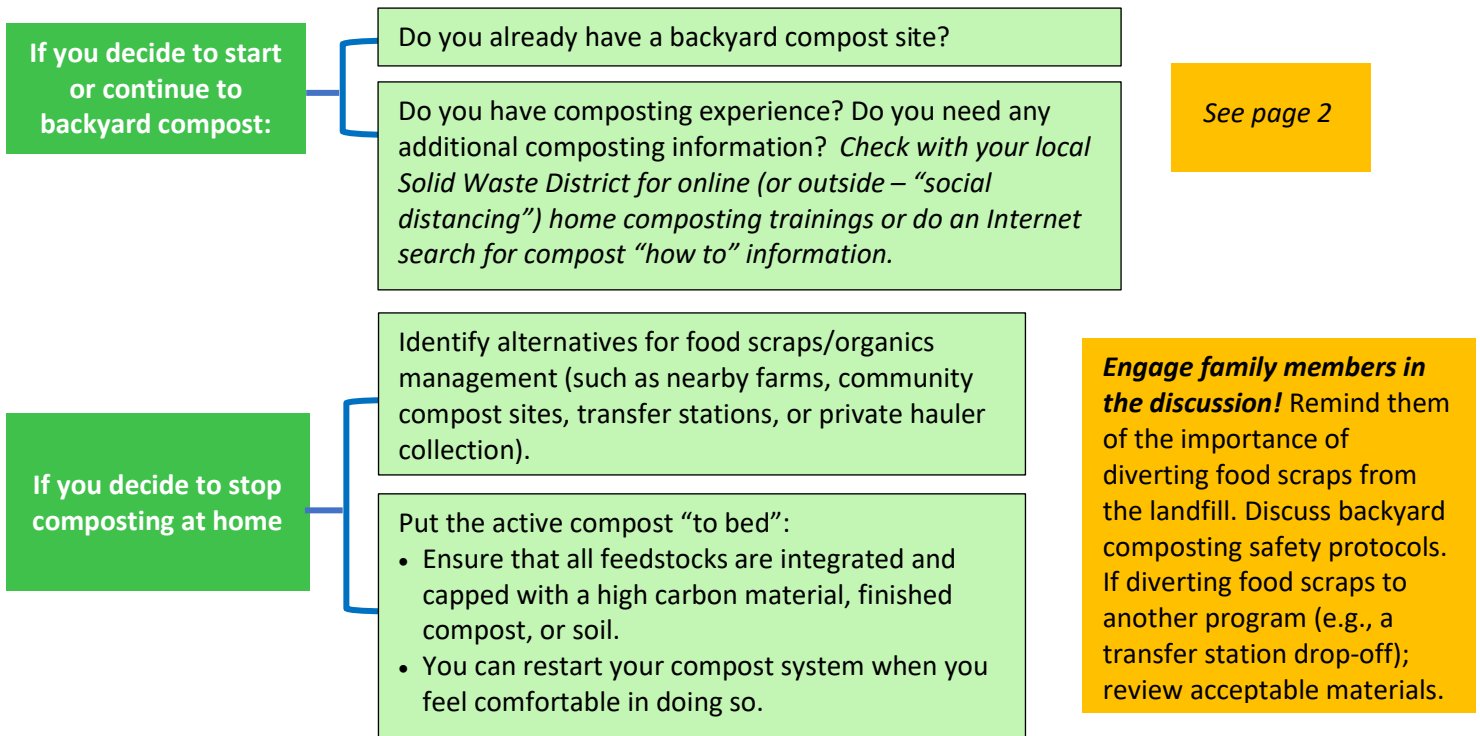 If you decide to start
or continue to
backyard compost:
Do you already have a backyard compost site?
Do you have composting experience? Do you need any
additional composting information?  Check with your local
Solid Waste District for online (or outside – “social
distancing”) home composting trainings or do an Internet
search for compost “how to” information.
See page 2
If you decide to stop
composting at home
Identify alternatives for food scraps/organics
management (such as nearby farms, community
compost sites, transfer stations, or private hauler
collection).
Put the active compost “to bed”:
• Ensure that all feedstocks are integrated and
capped with a high carbon material, finished
compost, or soil.
• You can restart your compost system when you
feel comfortable in doing so.
Engage family members in
the discussion! Remind them
of the importance of
diverting food scraps from
the landfill. Discuss backyard
composting safety protocols.
If diverting food scraps to
another program (e.g., a
transfer station drop-off);
review acceptable materials.